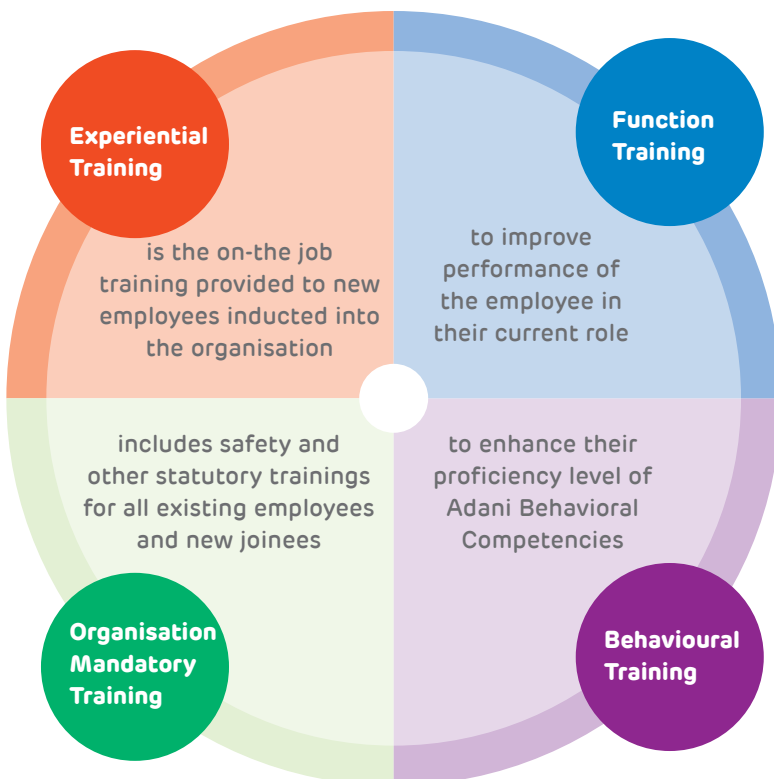 Experiential
Training
is the on-the job
training provided to new
employees inducted into
the organisation
Function
Training
to improve
performance of
the employee in
their current role
includes safety and
other statutory trainings
for all existing employees
and new joinees
Organisation
Mandatory
Training
to enhance their
proficiency level of
Adani Behavioral
Competencies
Behavioural
Training